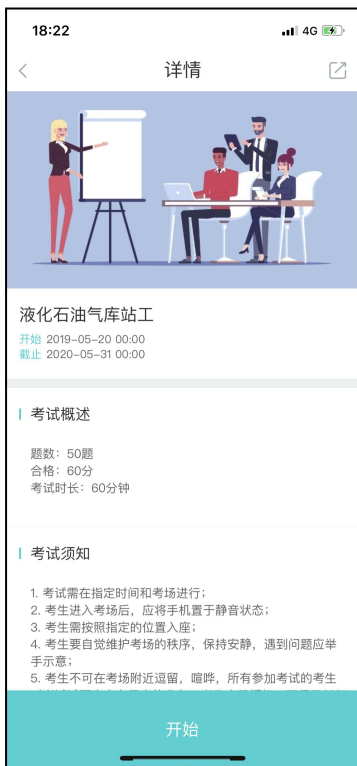 18:22
4G
详情
液化石油气库站工
开始 2019-05-20 00:00
截止 2020-05-31 00:00
考试概述
题数：50题
合格：60分
考试时长：60分钟
考试须知
1. 考试需在指定时间和考场进行；
2. 考生进入考场后，应将手机置于静音状态；
3. 考生需按照指定的位置入座；
4. 考生要自觉维护考场的秩序，保持安静，遇到问题应举
手示意；
5. 考生不可在考场附近逗留，喧哗，所有参加考试的考生
开始